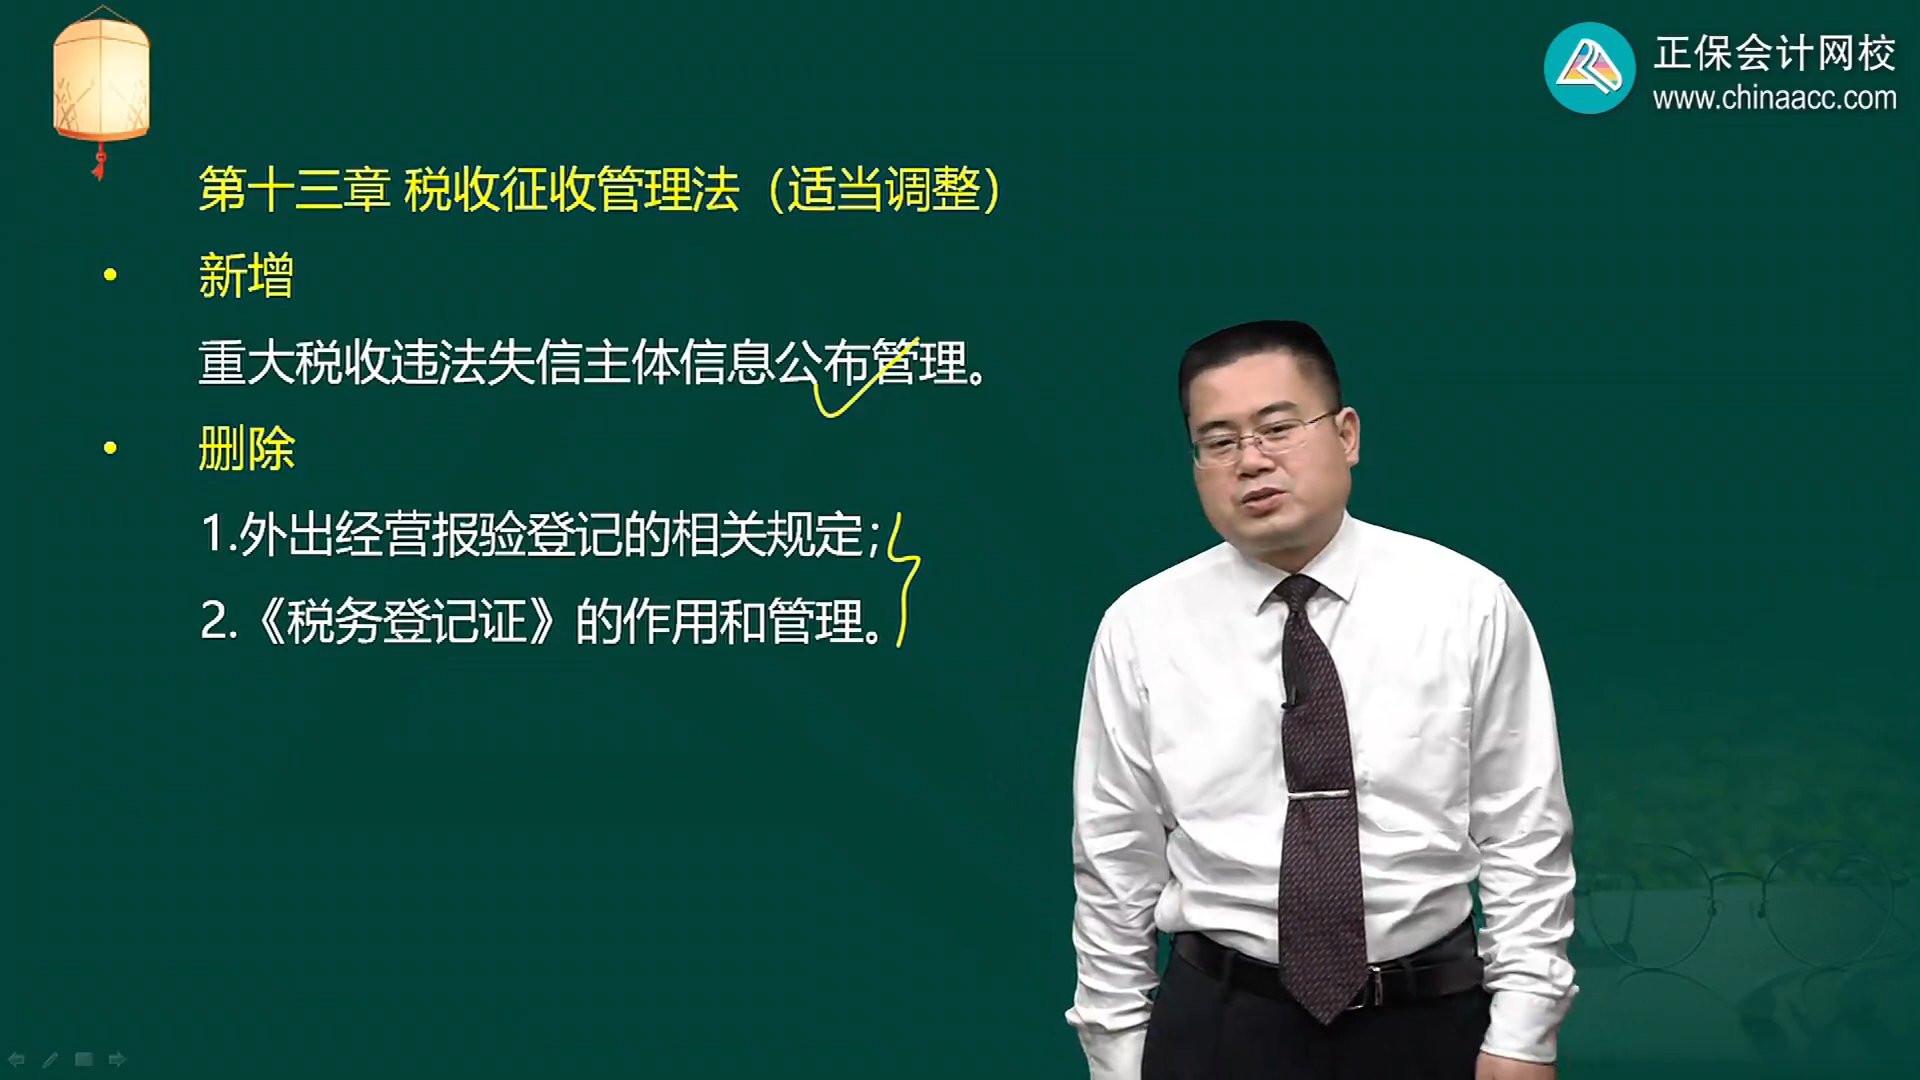 正保会计网校
www.chinaacc.com
第十三章 税收征收管理法（适当调整）
• 新增
重大税收违法失信主体信息公布管理。
• 删除
1.外出经营报验登记的相关规定；
2.《税务登记证》的作用和管理。